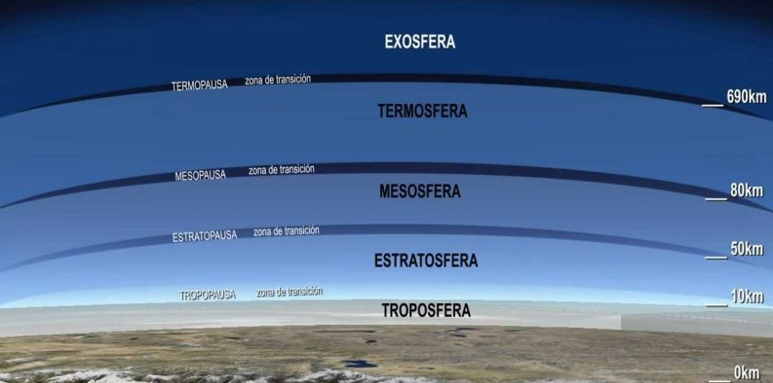 EXOSFERA
TERMOPAUSA zona de transición
690km
TERMOSFERA
MESOPAUSA zona de transición
MESOSFERA
80km
ESTRATOPAUSA zona de transición
50km
ESTRATOSFERA
TROPOPAUSA zona de transición
10km
TROPOSFERA
0km